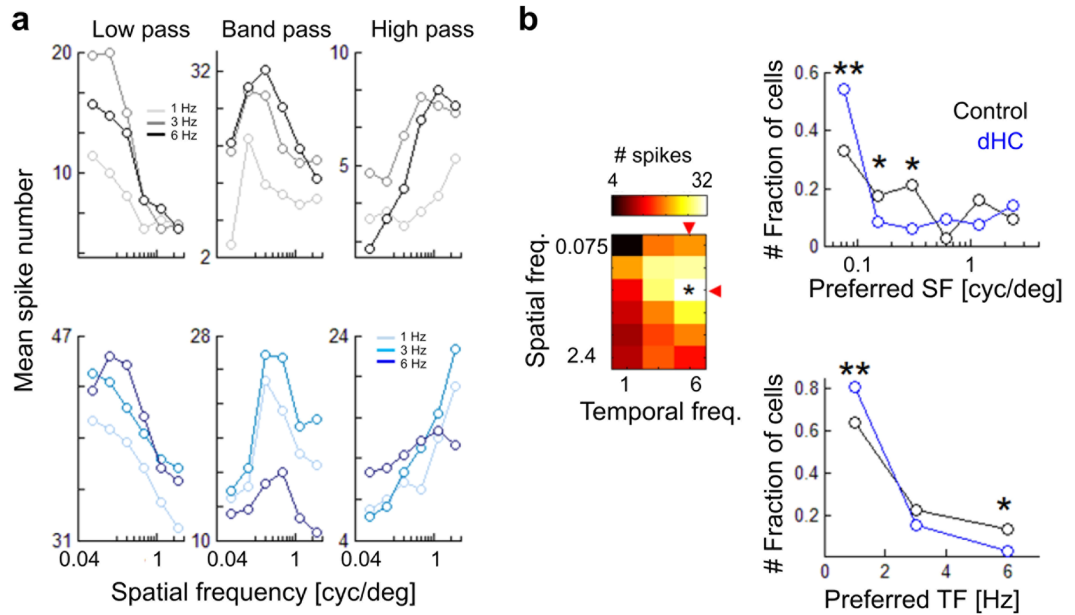 a
Low pass Band pass High pass
20
10
1 Hz
3 Hz
6 Hz
32
2
10
5
Mean spike number
47
31
28
10
24
4
1 Hz
3 Hz
6 Hz
0.04 1
0.04 1
0.04 1
Spatial frequency [cyc/deg]
b
# spikes
4 32
Spatial freq.
0.075
2.4
*
1 6
Temporal freq.
# Fraction of cells
0.6
0.4
0.2
0
** * *
Control
dHC
0.1 1
Preferred SF [cyc/deg]
# Fraction of cells
0.8
0.6
0.4
0.2
** *
0 2 4 6
Preferred TF [Hz]